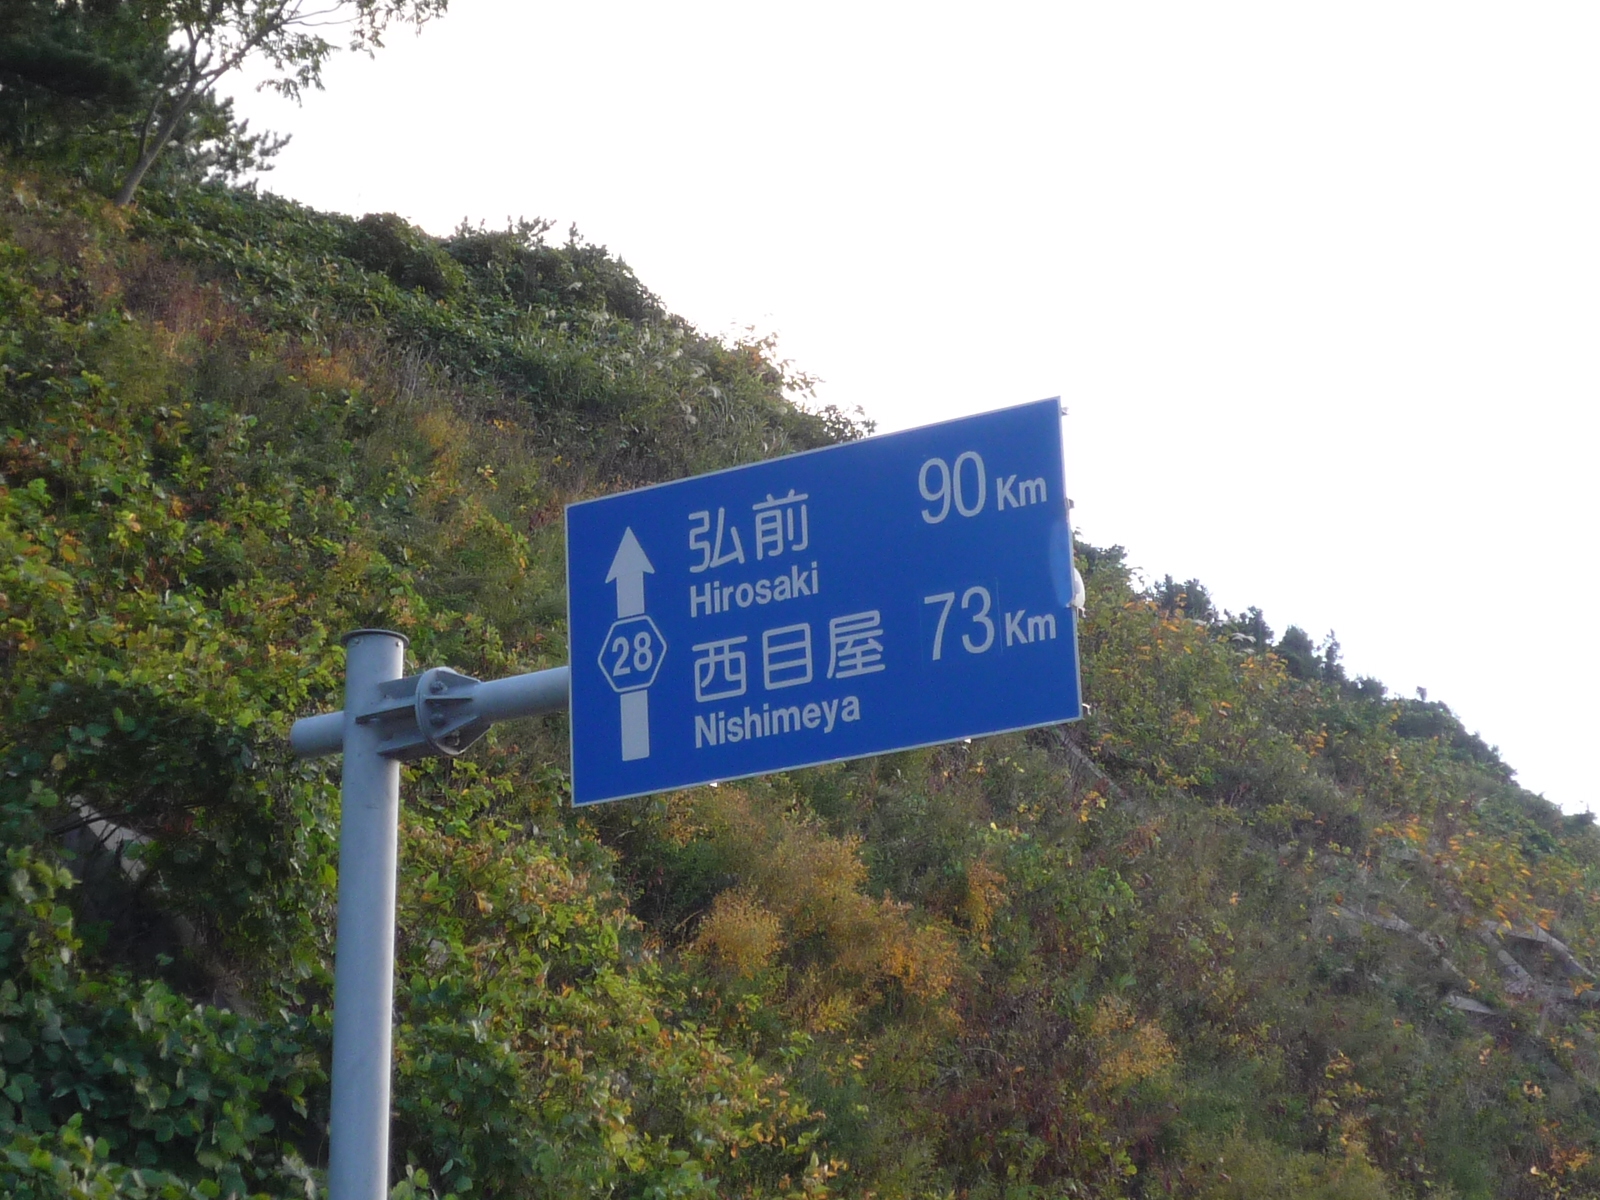 弘前 90 Km
Hirosaki
28
西目屋 73 Km
Nishimeya